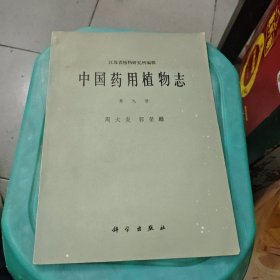 江苏省植物研究所编辑
中国药用植物志
第九册
周太炎 郭荣麟
科学出版社